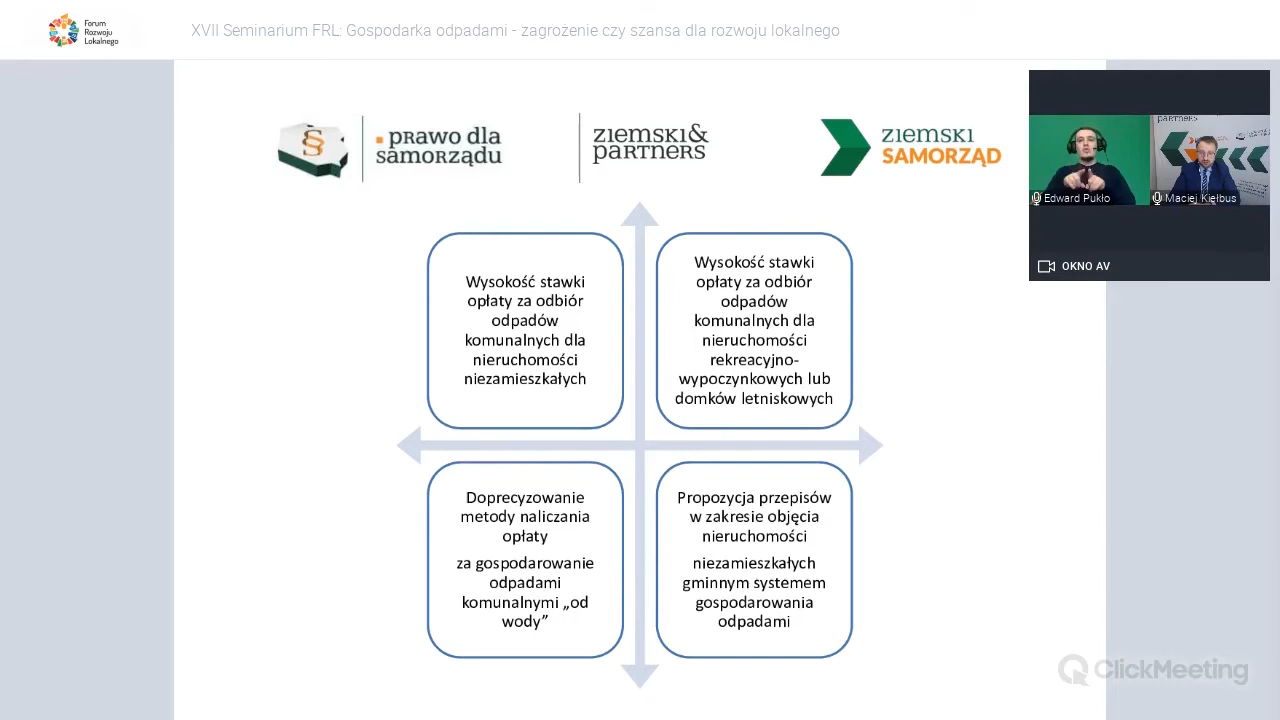 Forum
Rozwoju
Lokalnego
XVII Seminarium FRL: Gospodarka odpadami - zagrożenie czy szansa dla rozwoju lokalnego
prawo dla
samorządu
ziemski&
partners
ziemski
SAMORZĄD
partners
Edward Pukło
Maciej Kiełbus
OKNO AV
Wysokość stawki
opłaty za odbiór
odpadów
komunalnych dla
nieruchomości
niezamieszkałych
Wysokość stawki
opłaty za odbiór
odpadów
komunalnych dla
nieruchomości
rekreacyjno-
wypoczynkowych lub
domków letniskowych
Doprecyzowanie
metody naliczania
opłaty
za gospodarowanie
odpadami
komunalnymi „od
wody”
Propozycja przepisów
w zakresie objęcia
nieruchomości
niezamieszkałych
gminnym systemem
gospodarowania
odpadami
ClickMeeting